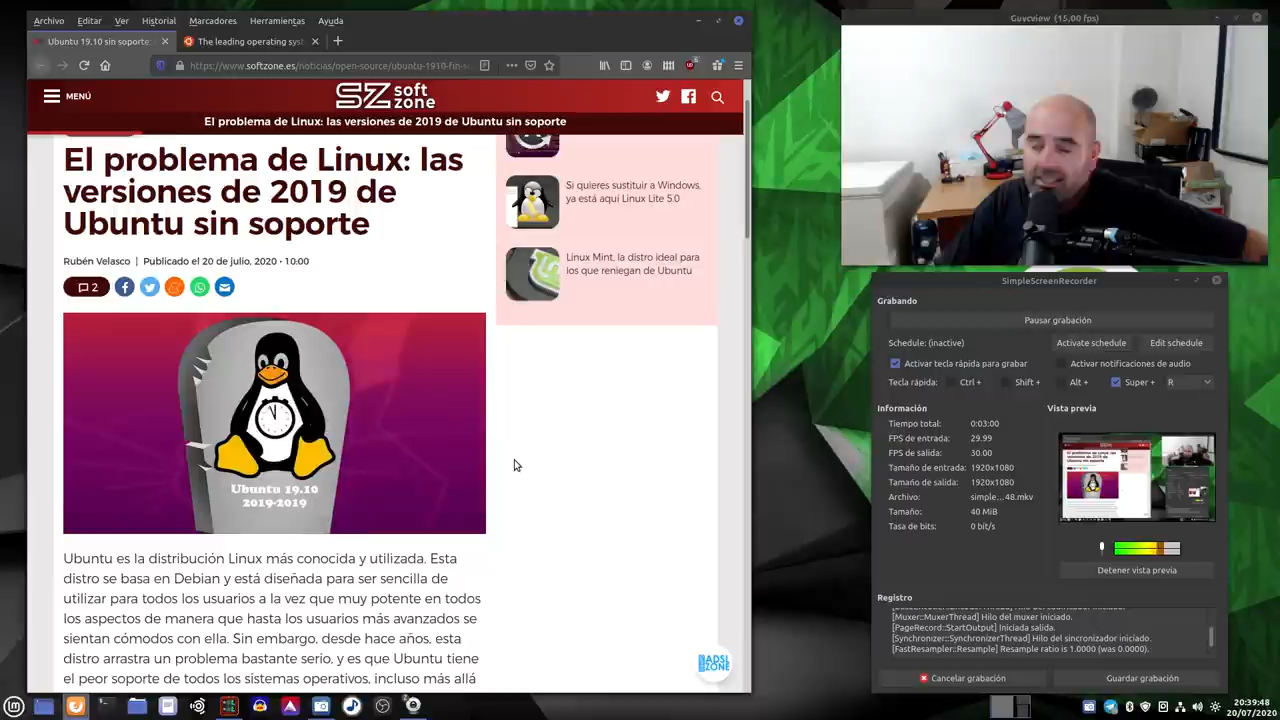 Archivo Editar Ver Historial Marcadores Herramientas Ayuda
Ubuntu 19.10 sin soporte:
The leading operating syst
https://www.softzone.es/noticias/open-source/ubuntu-1910-fin-s
MENÚ
SZ soft zone
El problema de Linux: las versiones de 2019 de Ubuntu sin soporte
El problema de Linux: las
versiones de 2019 de
Ubuntu sin soporte
Rubén Velasco | Publicado el 20 de julio, 2020 • 10:00
2
Ubuntu 19.10
2019-2019
Ubuntu es la distribución Linux más conocida y utilizada. Esta
distro se basa en Debian y está diseñada para ser sencilla de
utilizar para todos los usuarios a la vez que muy potente en todos
los aspectos de manera que hasta los usuarios más avanzados se
sientan cómodos con ella. Sin embargo, desde hace años, esta
distro arrastra un problema bastante serio, y es que Ubuntu tiene
el peor soporte de todos los sistemas operativos, incluso más allá
Si quieres sustituir a Windows,
ya está aquí Linux Lite 5.0
Linux Mint, la distro ideal para
los que reniegan de Ubuntu
ADSL
ZONE
Guvcview (15,00 fps)
SimpleScreenRecorder
Grabando
Pausar grabación
Schedule: (inactive)
Activate schedule
Edit schedule
Activar tecla rápida para grabar
Activar notificaciones de audio
Tecla rápida: Ctrl + Shift + Alt + Super + R
Información
Tiempo total: 0:03:00
FPS de entrada: 29.99
FPS de salida: 30.00
Tamaño de entrada: 1920x1080
Tamaño de salida: 1920x1080
Archivo: simple...48.mkv
Tamaño: 40 MiB
Tasa de bits: 0 bit/s
Vista previa
Detener vista previa
Registro
[Muxer::MuxerThread] Hilo del muxer iniciado.
[PageRecord::StartOutput] Iniciada salida.
[Synchronizer::SynchronizerThread] Hilo del sincronizador iniciado.
[FastResampler::Resample] Resample ratio is 1.0000 (was 0.0000).
Cancelar grabación
Guardar grabación
20:39:48
20/07/2020